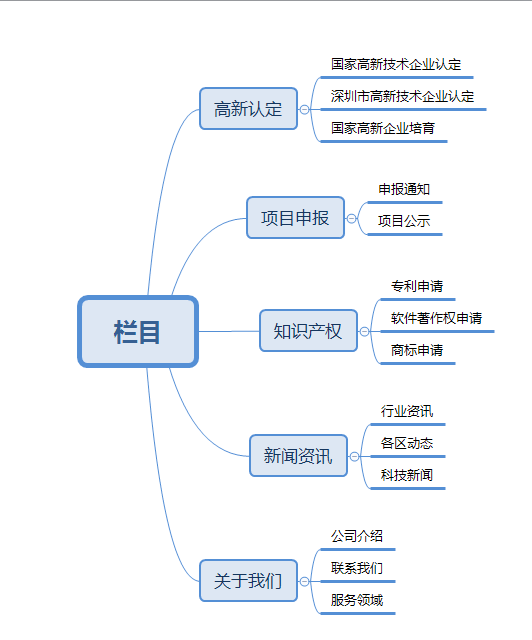 栏目
高新认定
国家高新技术企业认定
深圳市高新技术企业认定
国家高新企业培育
项目申报
申报通知
项目公示
知识产权
专利申请
软件著作权申请
商标申请
新闻资讯
行业资讯
各区动态
科技新闻
关于我们
公司介绍
联系我们
服务领域